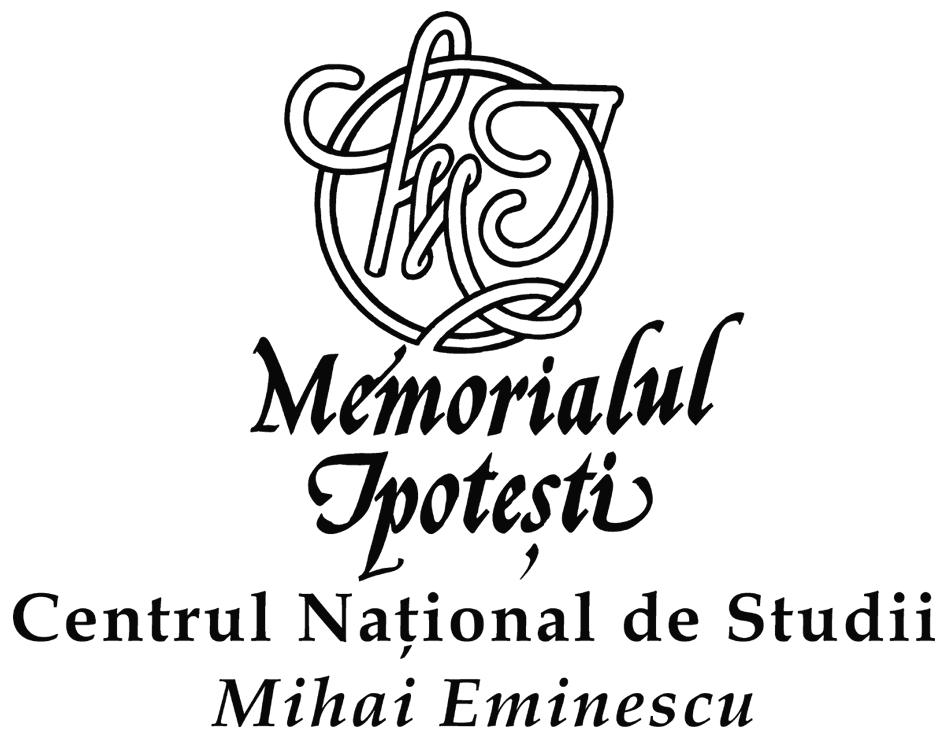 Memorialul
Ipotești
Centrul Național de Studii
Mihai Eminescu